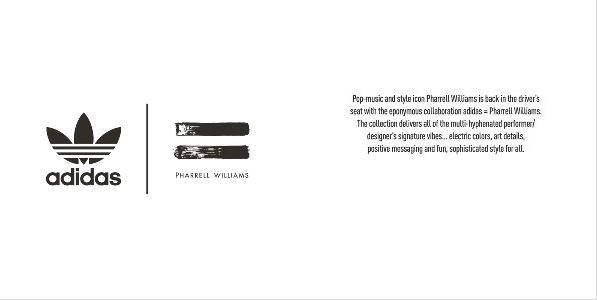 adidas
PHARRELL WILLIAMS
Pop-music and style icon Pharrell Williams is back in the driver's
seat with the eponymous collaboration adidas = Pharrell Williams.
The collection delivers all of the multi-hyphenated performer/
designer's signature vibes... electric colors, art details,
positive messaging and fun, sophisticated style for all.